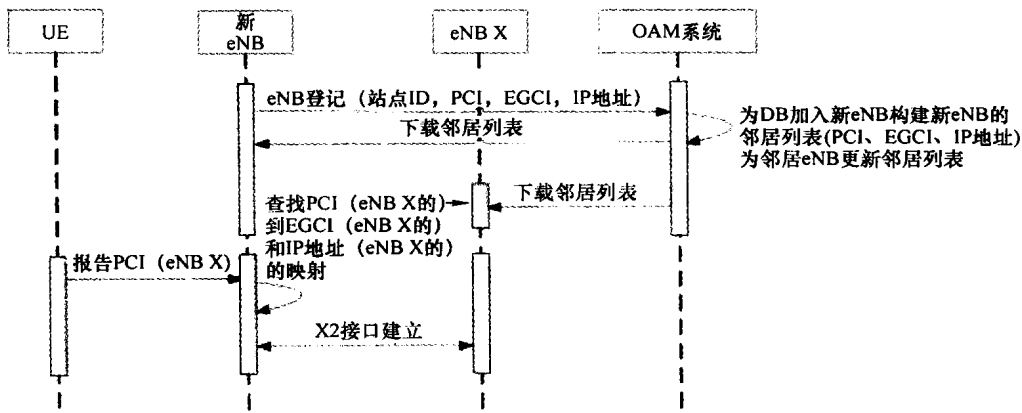 UE
新
eNB
eNB X
OAM系统
eNB登记（站点ID，PCI，EGCI，IP地址）
下载邻居列表
为DB加入新eNB构建新eNB的
邻居列表(PCI、EGCI、IP地址)
为邻居eNB更新邻居列表
下载邻居列表
查找PCI（eNB X的）
到EGCI（eNB X的）
和IP地址（eNB X的）
的映射
报告PCI（eNB X）
X2接口建立